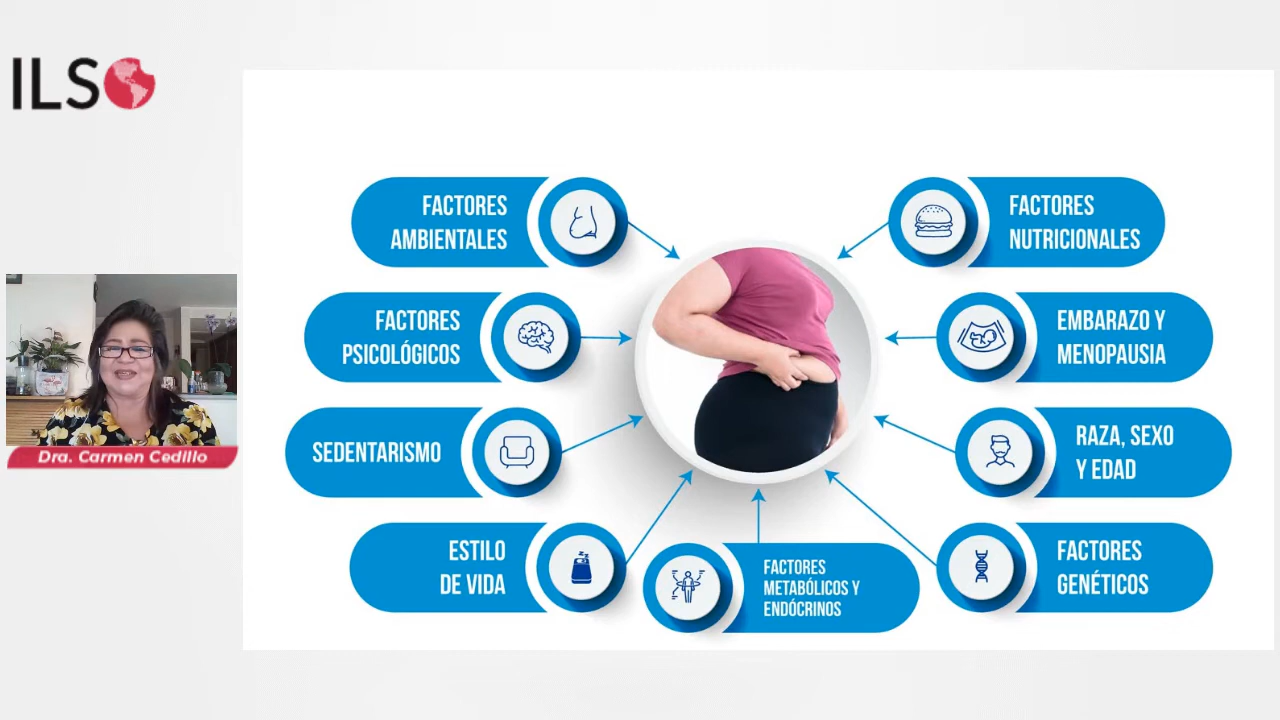 ILSO
FACTORES
AMBIENTALES
FACTORES
NUTRICIONALES
FACTORES
PSICOLÓGICOS
EMBARAZO Y
MENOPAUSIA
SEDENTARISMO
RAZA, SEXO
Y EDAD
ESTILO
DE VIDA
FACTORES
METABÓLICOS Y
ENDÓCRINOS
FACTORES
GENÉTICOS
Dra. Carmen Cedillo